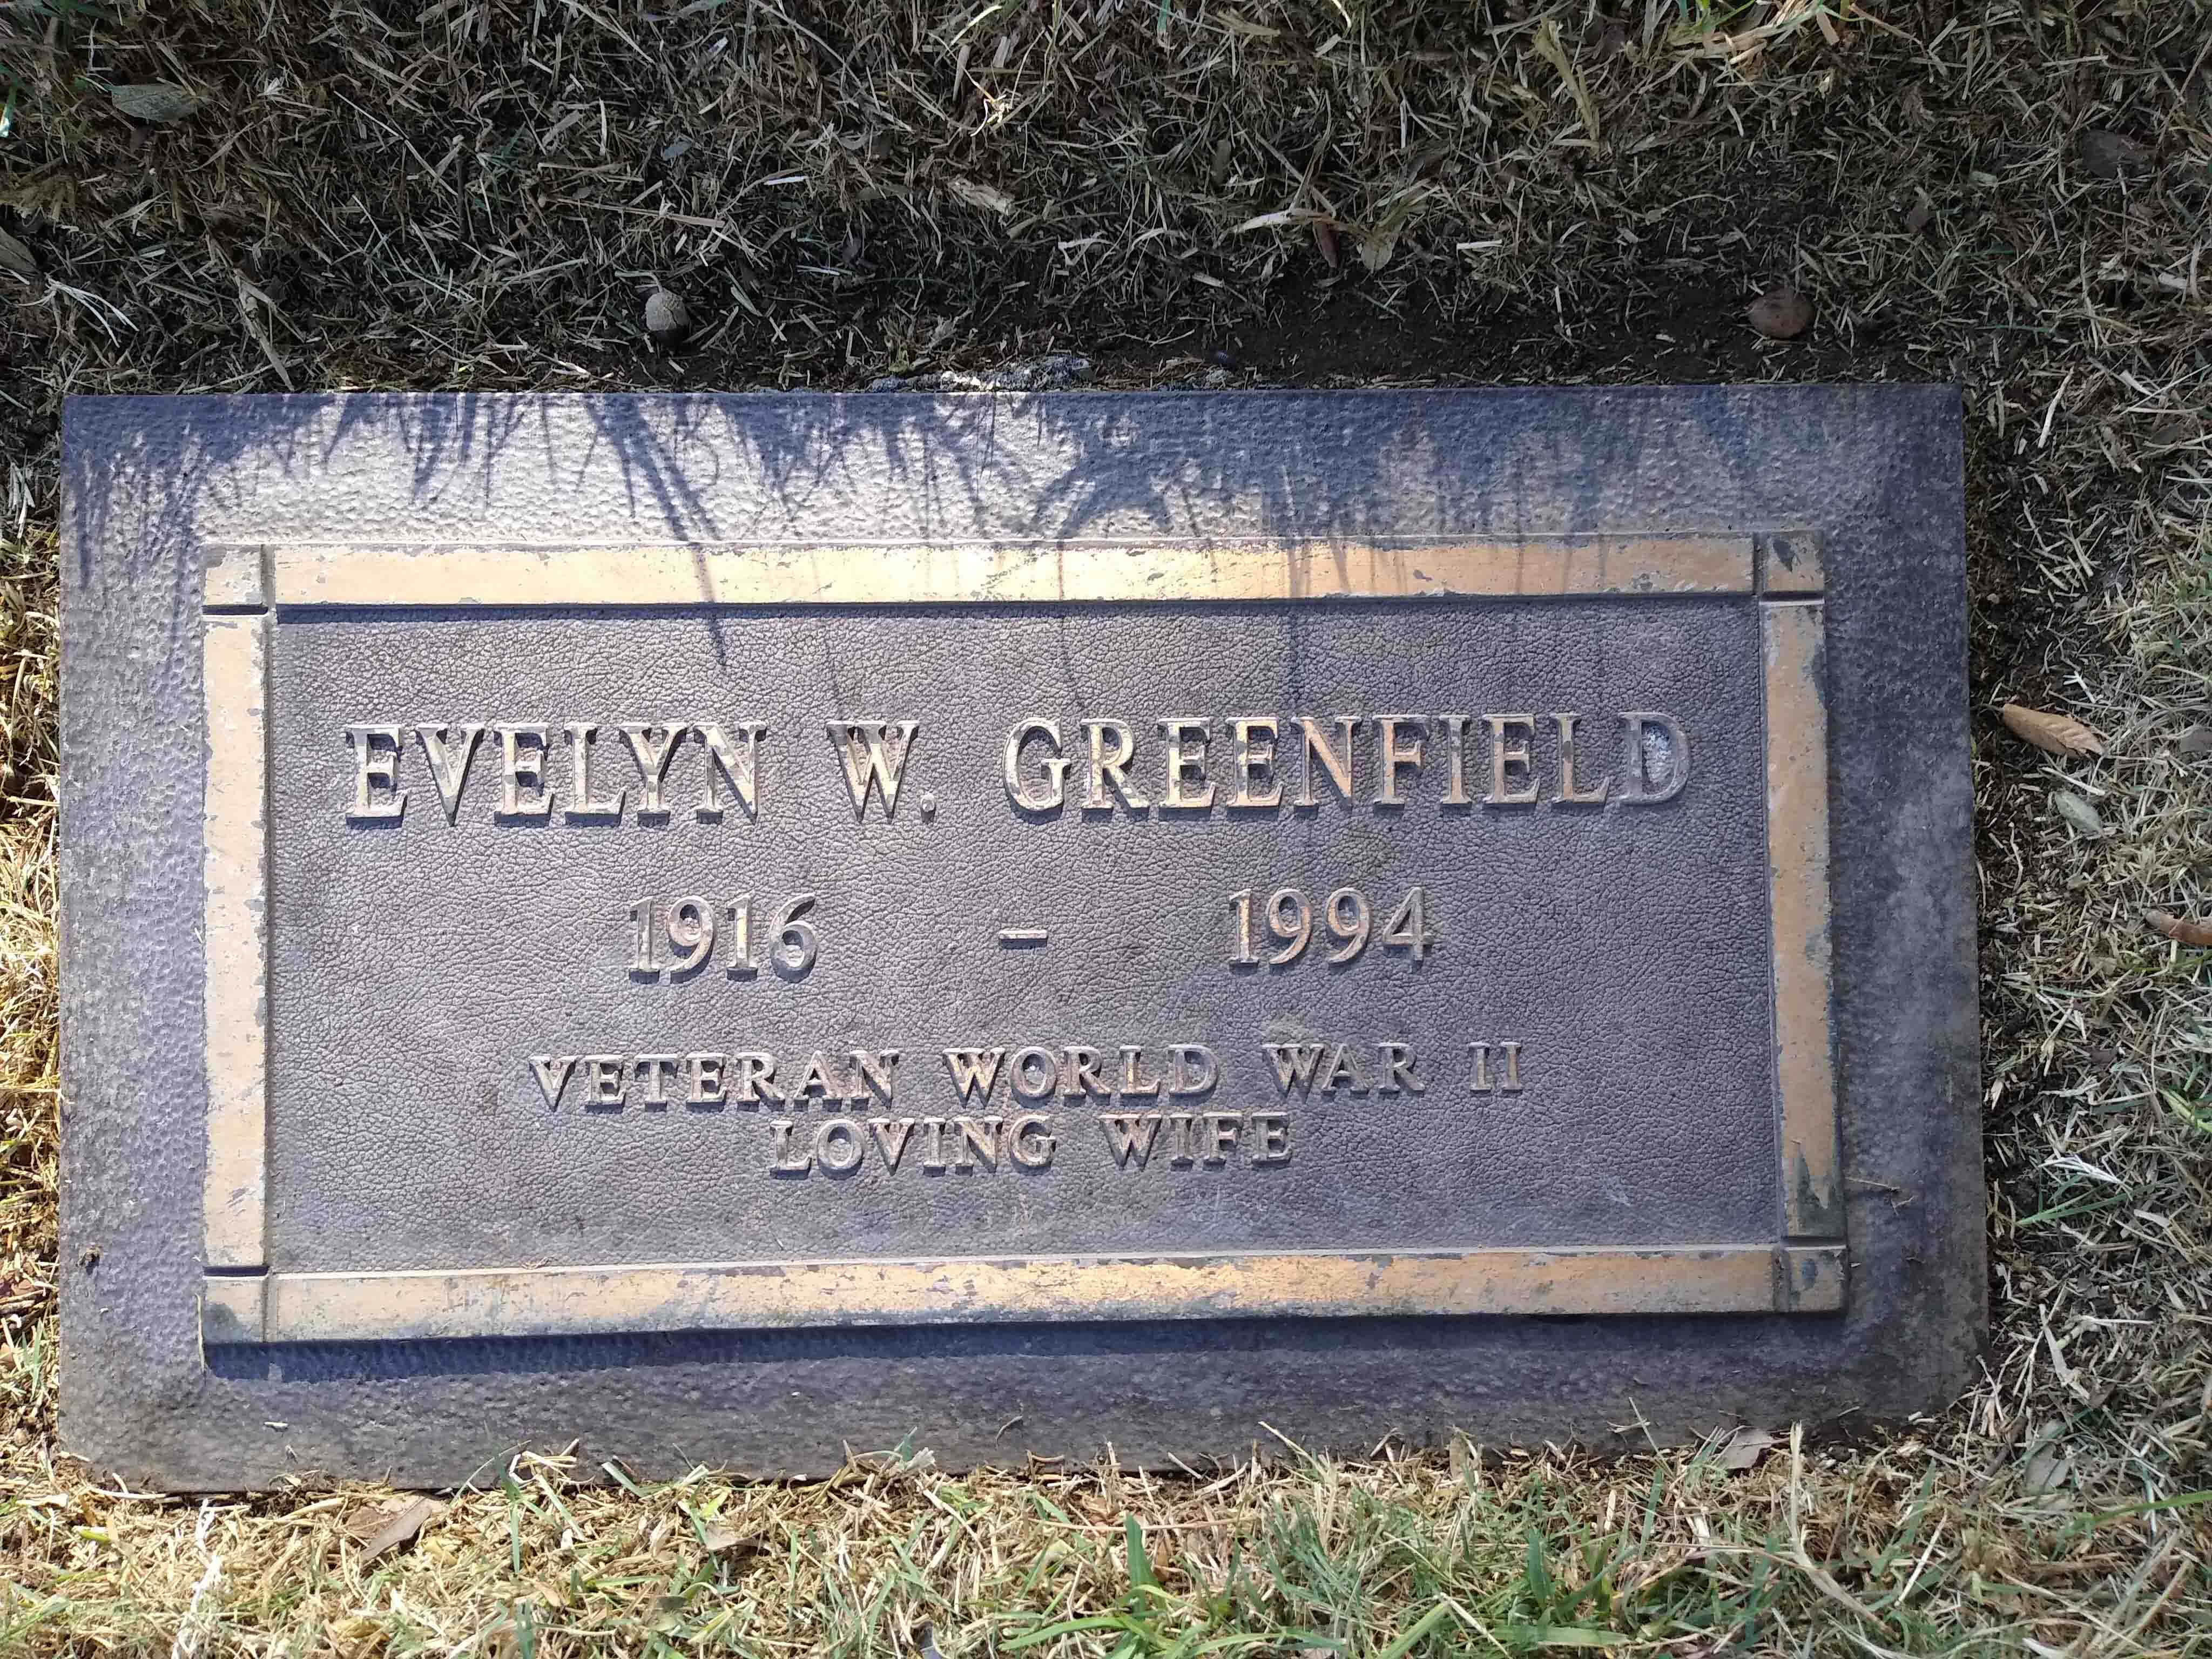 EVELYN W. GREENFIELD
1916 – 1994
VETERAN WORLD WAR II
LOVING WIFE